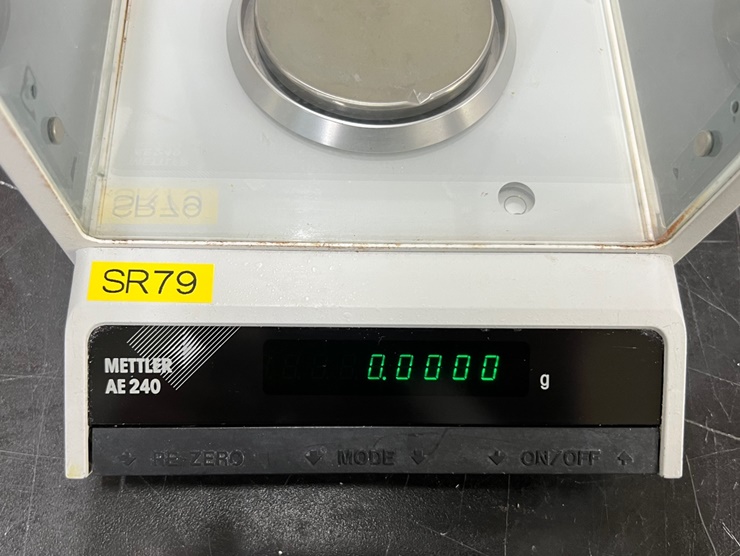 SR79
METTLER
AE 240
0.0000 g
RE-ZERO MODE ON/OFF